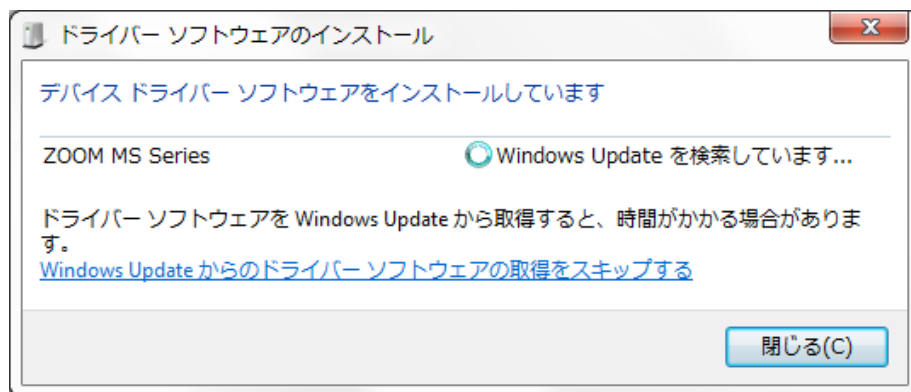 ドライバー ソフトウェアのインストール
デバイス ドライバー ソフトウェアをインストールしています
ZOOM MS Series
Windows Update を検索しています...
ドライバー ソフトウェアを Windows Update から取得すると、時間がかかる場合がありま
す。
Windows Update からのドライバー ソフトウェアの取得をスキップする
閉じる(C)